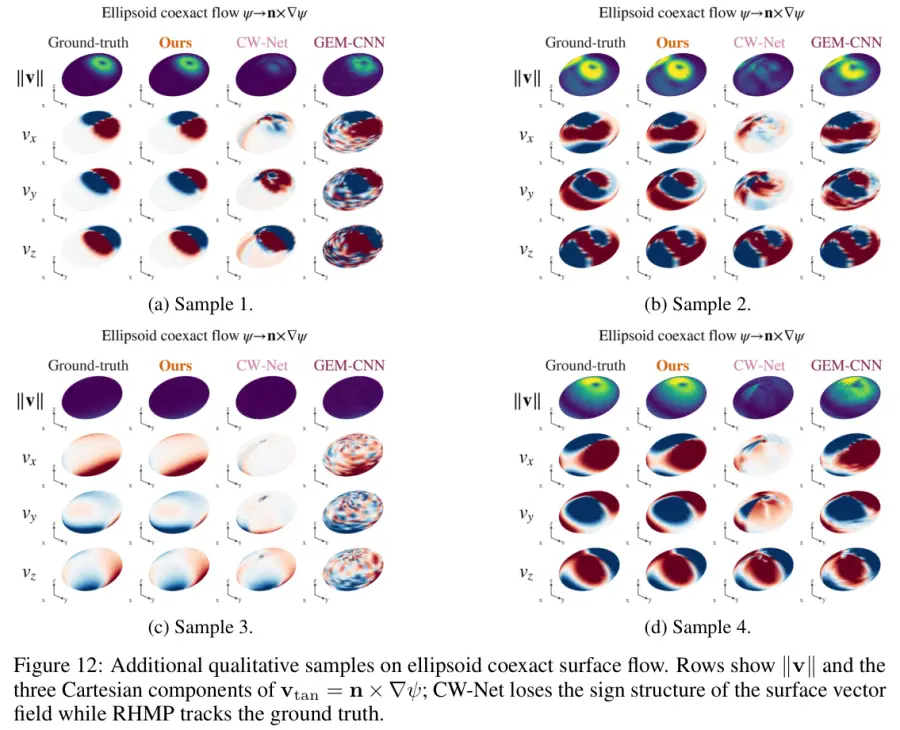 Ellipsoid coexact flow ψ→n×∇ψ
Ground-truth Ours CW-Net GEM-CNN
‖v‖
v_x
v_y
v_z
(a) Sample 1.
Ellipsoid coexact flow ψ→n×∇ψ
Ground-truth Ours CW-Net GEM-CNN
‖v‖
v_x
v_y
v_z
(b) Sample 2.
Ellipsoid coexact flow ψ→n×∇ψ
Ground-truth Ours CW-Net GEM-CNN
‖v‖
v_x
v_y
v_z
(c) Sample 3.
Ellipsoid coexact flow ψ→n×∇ψ
Ground-truth Ours CW-Net GEM-CNN
‖v‖
v_x
v_y
v_z
(d) Sample 4.
Figure 12: Additional qualitative samples on ellipsoid coexact surface flow. Rows show ‖v‖ and the
three Cartesian components of v_tan = n × ∇ψ; CW-Net loses the sign structure of the surface vector
field while RHMP tracks the ground truth.